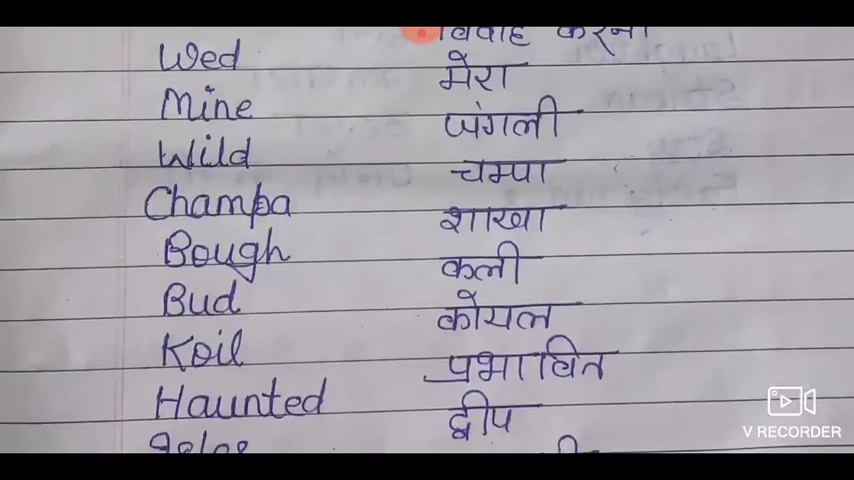 Wed विवाह करना
Mine मेरा
Wild जंगली
Champa चम्पा
Bough शाखा
Bud कली
Koil कोयल
Haunted प्रभावित
द्वीप
V RECORDER